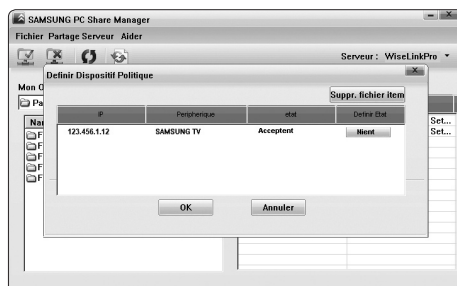 SAMSUNG PC Share Manager
Fichier Partage Serveur Aider
Serveur : WiseLinkPro
Definir Dispositif Politique
Mon O
Suppr. fichier item
Pa
IP Peripherique etat Definir Etat
Nai Set...
123.456.1.12 SAMSUNG TV Acceptent Nient Set...
F
F
F
F
F
OK Annuler